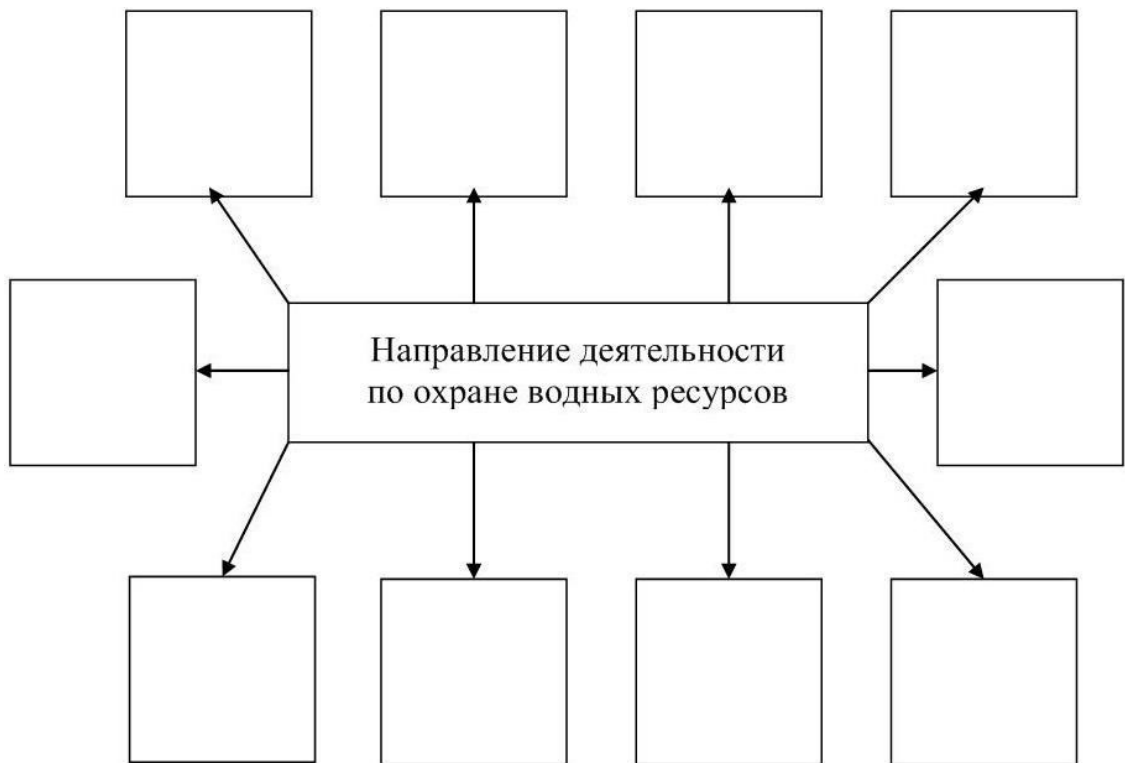 Направление деятельности
по охране водных ресурсов